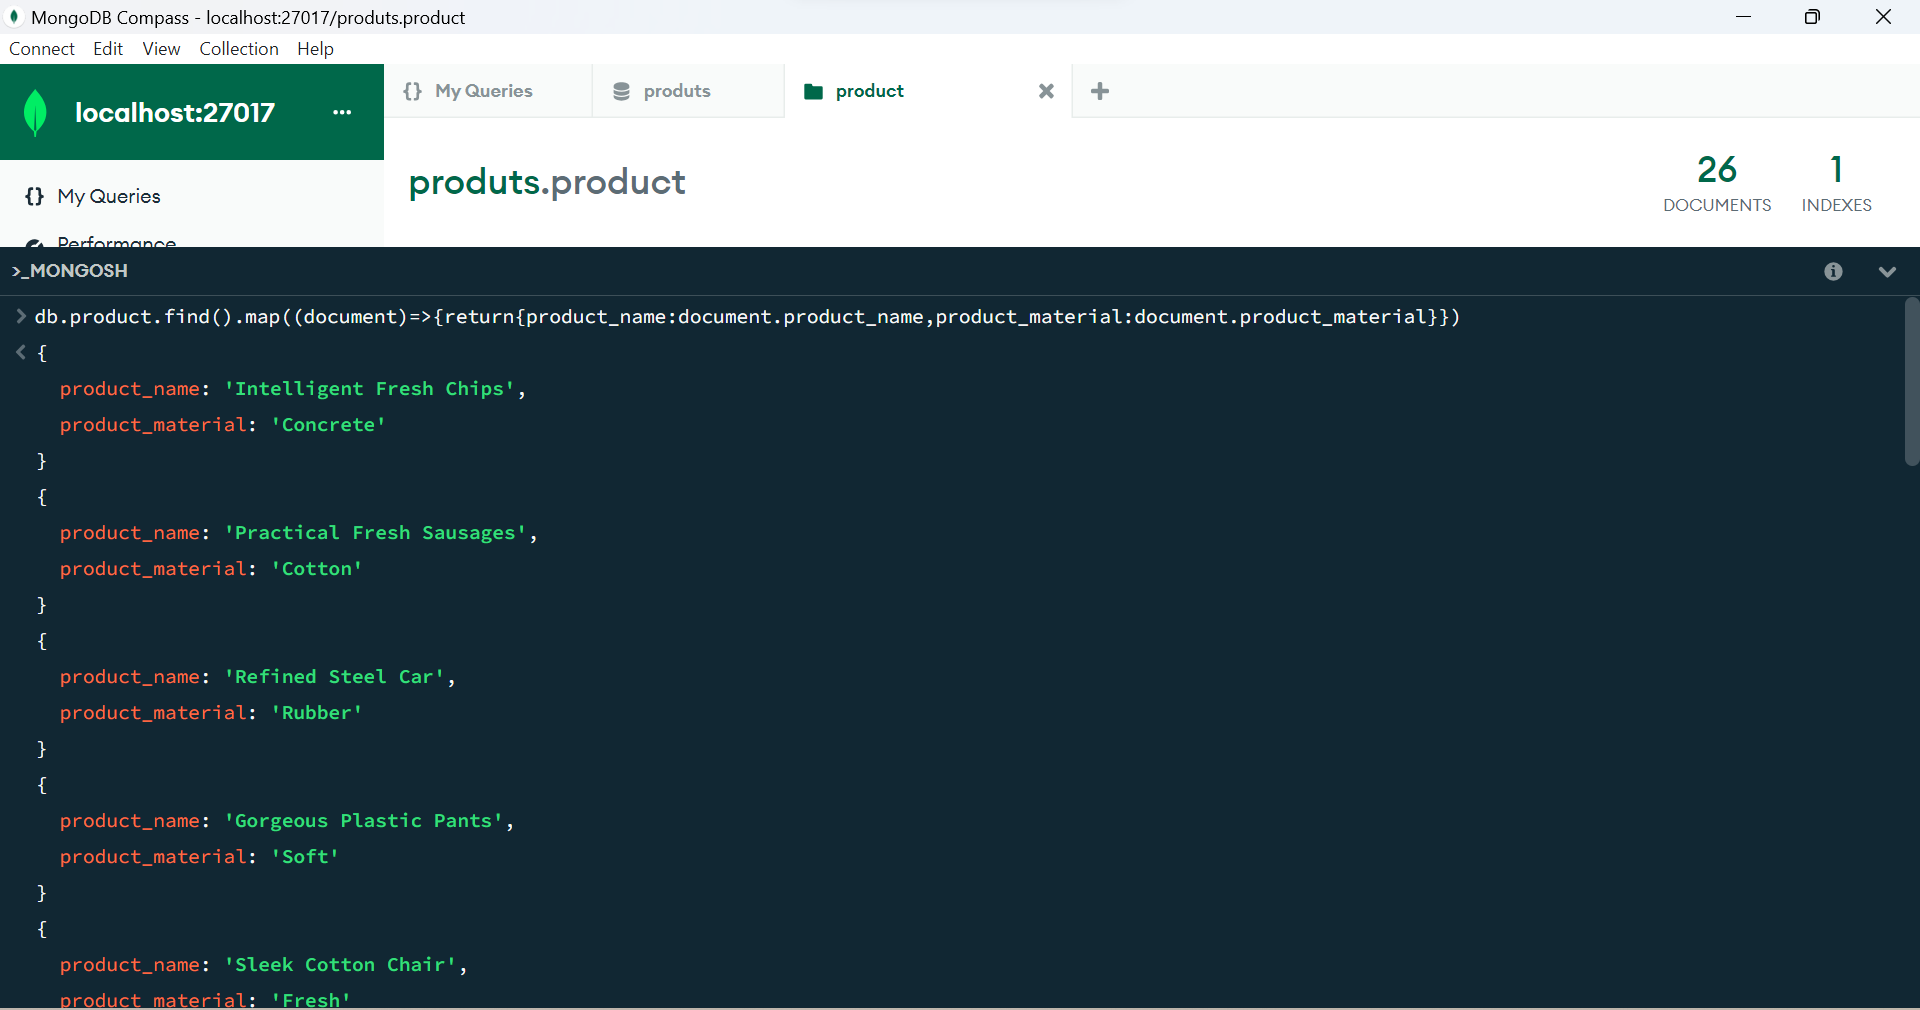 MongoDB Compass - localhost:27017/produts.product
Connect Edit View Collection Help
localhost:27017 ...
{} My Queries
produts
product
{} My Queries
Performance
produts.product
26
DOCUMENTS
1
INDEXES
>_MONGOSH
> db.product.find().map((document)=>{return{product_name:document.product_name,product_material:document.product_material}})
< {
product_name: 'Intelligent Fresh Chips',
product_material: 'Concrete'
}
{
product_name: 'Practical Fresh Sausages',
product_material: 'Cotton'
}
{
product_name: 'Refined Steel Car',
product_material: 'Rubber'
}
{
product_name: 'Gorgeous Plastic Pants',
product_material: 'Soft'
}
{
product_name: 'Sleek Cotton Chair',
product_material: 'Fresh'